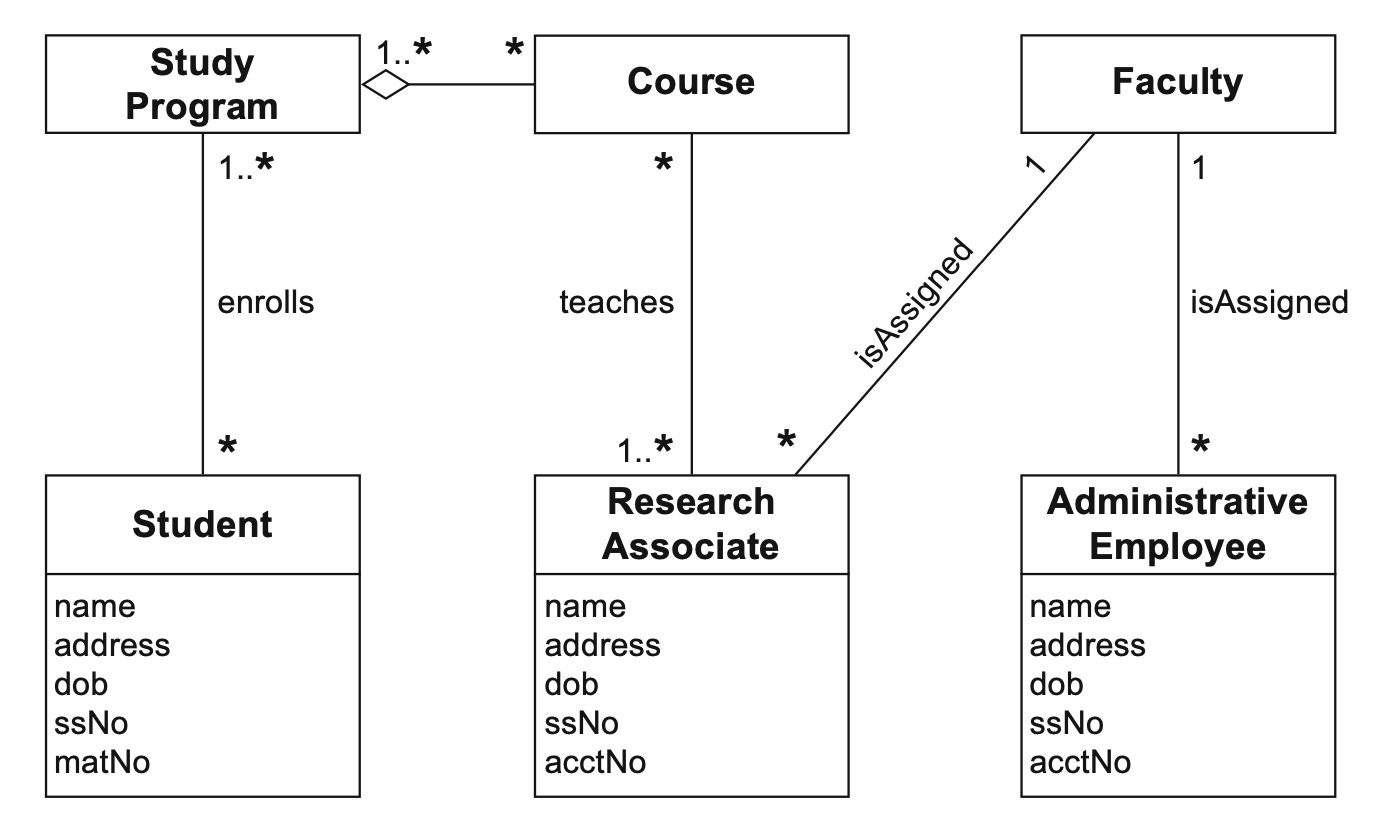 Study
Program
1..*
*
Course
Faculty
1..*
*
1
1
enrolls
teaches
isAssigned
isAssigned
*
1..*
*
*
Student
Research
Associate
Administrative
Employee
name
address
dob
ssNo
matNo
name
address
dob
ssNo
acctNo
name
address
dob
ssNo
acctNo